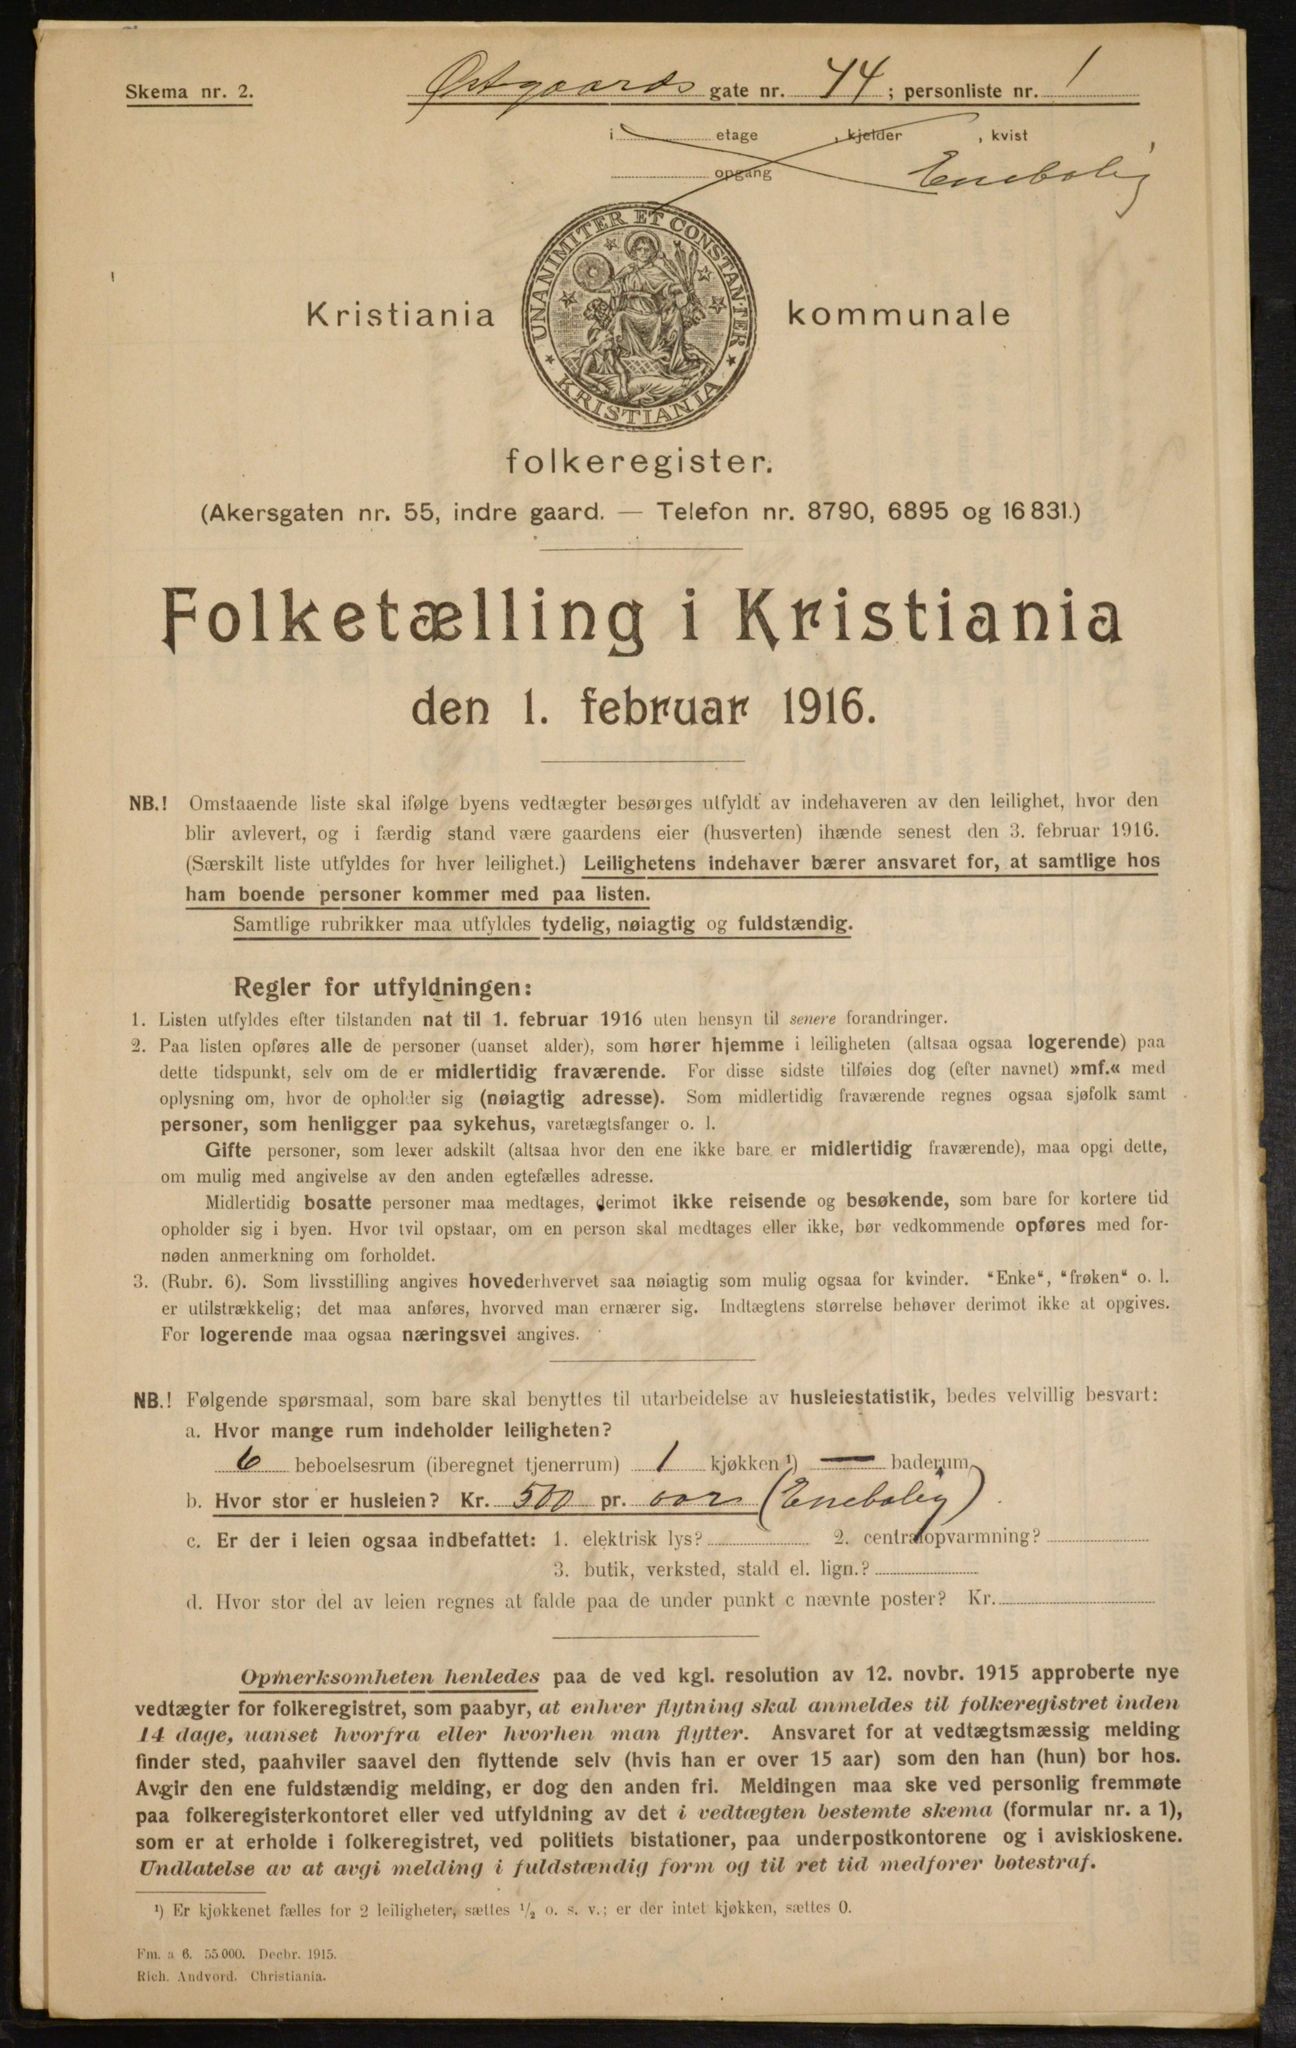 Skema nr. 2.
Østgaards gate nr. 44; personliste nr. 1
i etage , kjelder , kvist
opgang Enebolig
UNANIMITER ET CONSTANTER
KRISTIANIA
Kristiania kommunale
folkeregister.
(Akersgaten nr. 55, indre gaard. — Telefon nr. 8790, 6895 og 16831.)
Folketælling i Kristiania
den 1. februar 1916.
NB.! Omstaaende liste skal ifølge byens vedtægter besørges utfyldt av indehaveren av den leilighet, hvor den
blir avlevert, og i færdig stand være gaardens eier (husverten) ihænde senest den 3. februar 1916.
(Særskilt liste utfyldes for hver leilighet.) Leilighetens indehaver bærer ansvaret for, at samtlige hos
ham boende personer kommer med paa listen.
Samtlige rubrikker maa utfyldes tydelig, nøiagtig og fuldstændig.
Regler for utfyldningen:
1. Listen utfyldes efter tilstanden nat til 1. februar 1916 uten hensyn til senere forandringer.
2. Paa listen opføres alle de personer (uanset alder), som hører hjemme i leiligheten (altsaa ogsaa logerende) paa
dette tidspunkt, selv om de er midlertidig fraværende. For disse sidste tilføies dog (efter navnet) »mf.« med
oplysning om, hvor de opholder sig (nøiagtig adresse). Som midlertidig fraværende regnes ogsaa sjøfolk samt
personer, som henligger paa sykehus, varetægtsfanger o. l.
Gifte personer, som lever adskilt (altsaa hvor den ene ikke bare er midlertidig fraværende), maa opgi dette,
om mulig med angivelse av den anden egtefælles adresse.
Midlertidig bosatte personer maa medtages, derimot ikke reisende og besøkende, som bare for kortere tid
opholder sig i byen. Hvor tvil opstaar, om en person skal medtages eller ikke, bør vedkommende opføres med for-
nøden anmerkning om forholdet.
3. (Rubr. 6). Som livsstilling angives hovederhvervet saa nøiagtig som mulig ogsaa for kvinder. "Enke", "frøken" o. l.
er utilstrækkelig; det maa anføres, hvorved man ernærer sig. Indtægtens størrelse behøver derimot ikke at opgives.
For logerende maa ogsaa næringsvei angives.
NB.! Følgende spørsmaal, som bare skal benyttes til utarbeidelse av husleiestatistik, bedes velvillig besvart:
a. Hvor mange rum indeholder leiligheten?
6 beboelsesrum (iberegnet tjenerrum) 1 kjøkken ¹) — baderum
b. Hvor stor er husleien? Kr. 500 pr. aar (Enebolig)
c. Er der i leien ogsaa indbefattet: 1. elektrisk lys? 2. centralopvarmning?
3. butik, verksted, stald el. lign.?
d. Hvor stor del av leien regnes at falde paa de under punkt c nævnte poster? Kr.
Opmerksomheten henledes paa de ved kgl. resolution av 12. novbr. 1915 approberte nye
vedtægter for folkeregistret, som paabyr, at enhver flytning skal anmeldes til folkeregistret inden
14 dage, uanset hvorfra eller hvorhen man flytter. Ansvaret for at vedtægtsmæssig melding
finder sted, paahviler saavel den flyttende selv (hvis han er over 15 aar) som den han (hun) bor hos.
Avgir den ene fuldstændig melding, er dog den anden fri. Meldingen maa ske ved personlig fremmøte
paa folkeregisterkontoret eller ved utfyldning av det i vedtægten bestemte skema (formular nr. a 1),
som er at erholde i folkeregistret, ved politiets bistationer, paa underpostkontorene og i aviskioskene.
Undlatelse av at avgi melding i fuldstændig form og til ret tid medfører bøtestraf.
¹) Er kjøkkenet fælles for 2 leiligheter, sættes ½ o. s. v.; er der intet kjøkken, sættes 0.
Fm. a 6. 55000. Decbr. 1915.
Rich. Andvord. Christiania.